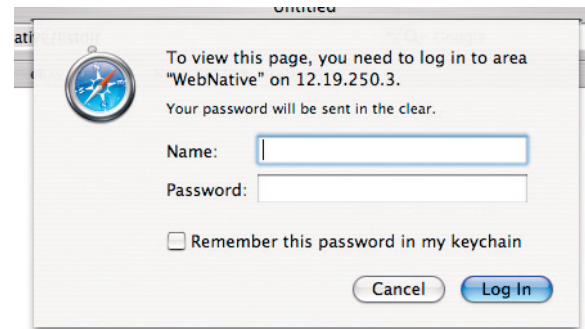 Untitled
To view this page, you need to log in to area
"WebNative" on 12.19.250.3.
Your password will be sent in the clear.
Name:
Password:
Remember this password in my keychain
Cancel
Log In